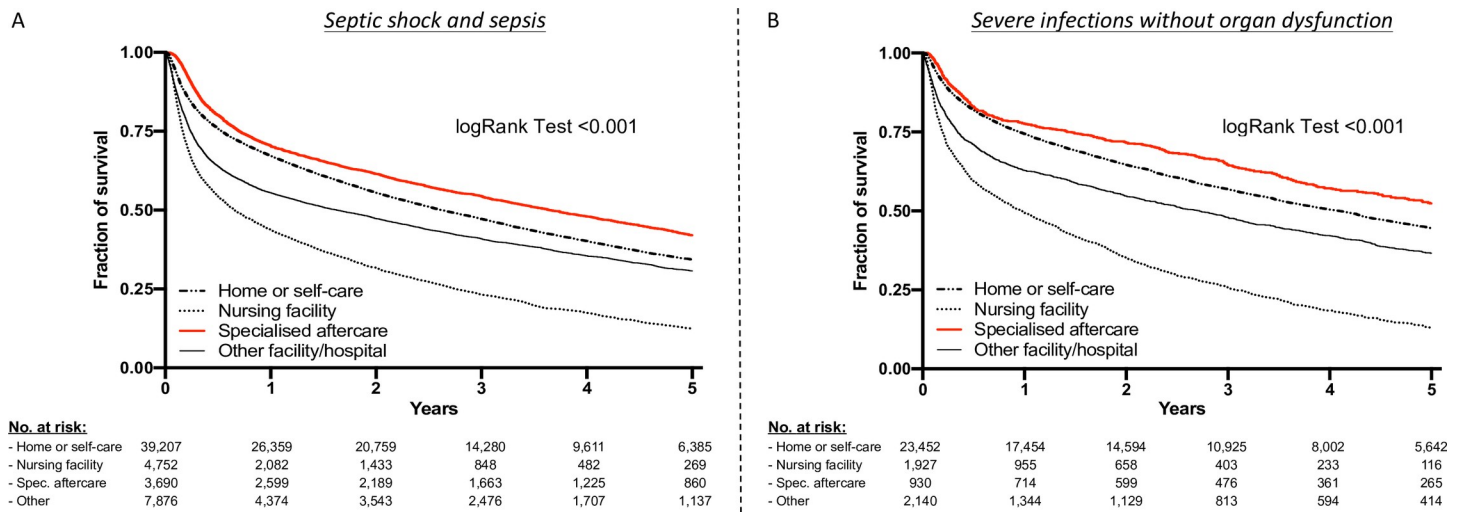 A
Septic shock and sepsis
1.00
0.75
0.50
0.25
0.00
Fraction of survival
logRank Test <0.001
Home or self-care
Nursing facility
Specialised aftercare
Other facility/hospital
0 1 2 3 4 5
Years
No. at risk:
- Home or self-care 39,207 26,359 20,759 14,280 9,611 6,385
- Nursing facility 4,752 2,082 1,433 848 482 269
- Spec. aftercare 3,690 2,599 2,189 1,663 1,225 860
- Other 7,876 4,374 3,543 2,476 1,707 1,137
B
Severe infections without organ dysfunction
1.00
0.75
0.50
0.25
0.00
Fraction of survival
logRank Test <0.001
Home or self-care
Nursing facility
Specialised aftercare
Other facility/hospital
0 1 2 3 4 5
Years
No. at risk:
- Home or self-care 23,452 17,454 14,594 10,925 8,002 5,642
- Nursing facility 1,927 955 658 403 233 116
- Spec. aftercare 930 714 599 476 361 265
- Other 2,140 1,344 1,129 813 594 414